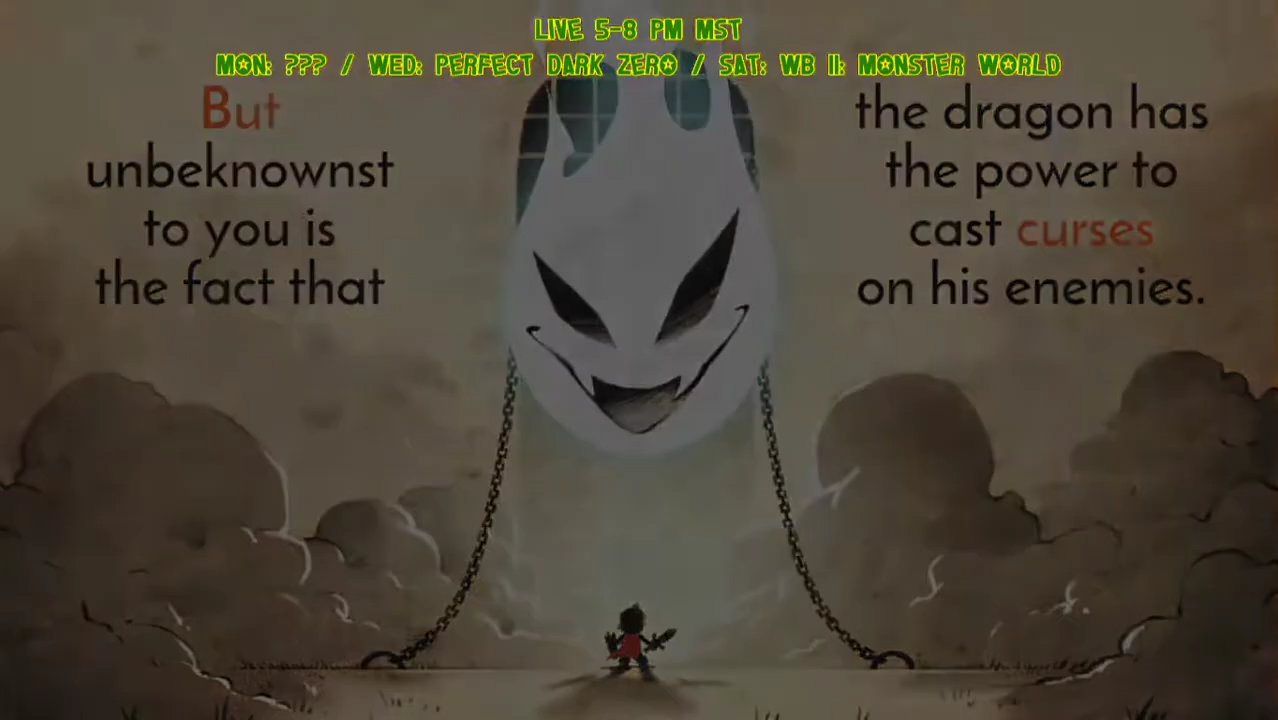 LIVE 5-8 PM MST
MON: ??? / WED: PERFECT DARK ZERO / SAT: WB II: MONSTER WORLD
But
unbeknownst
to you is
the fact that
the dragon has
the power to
cast curses
on his enemies.